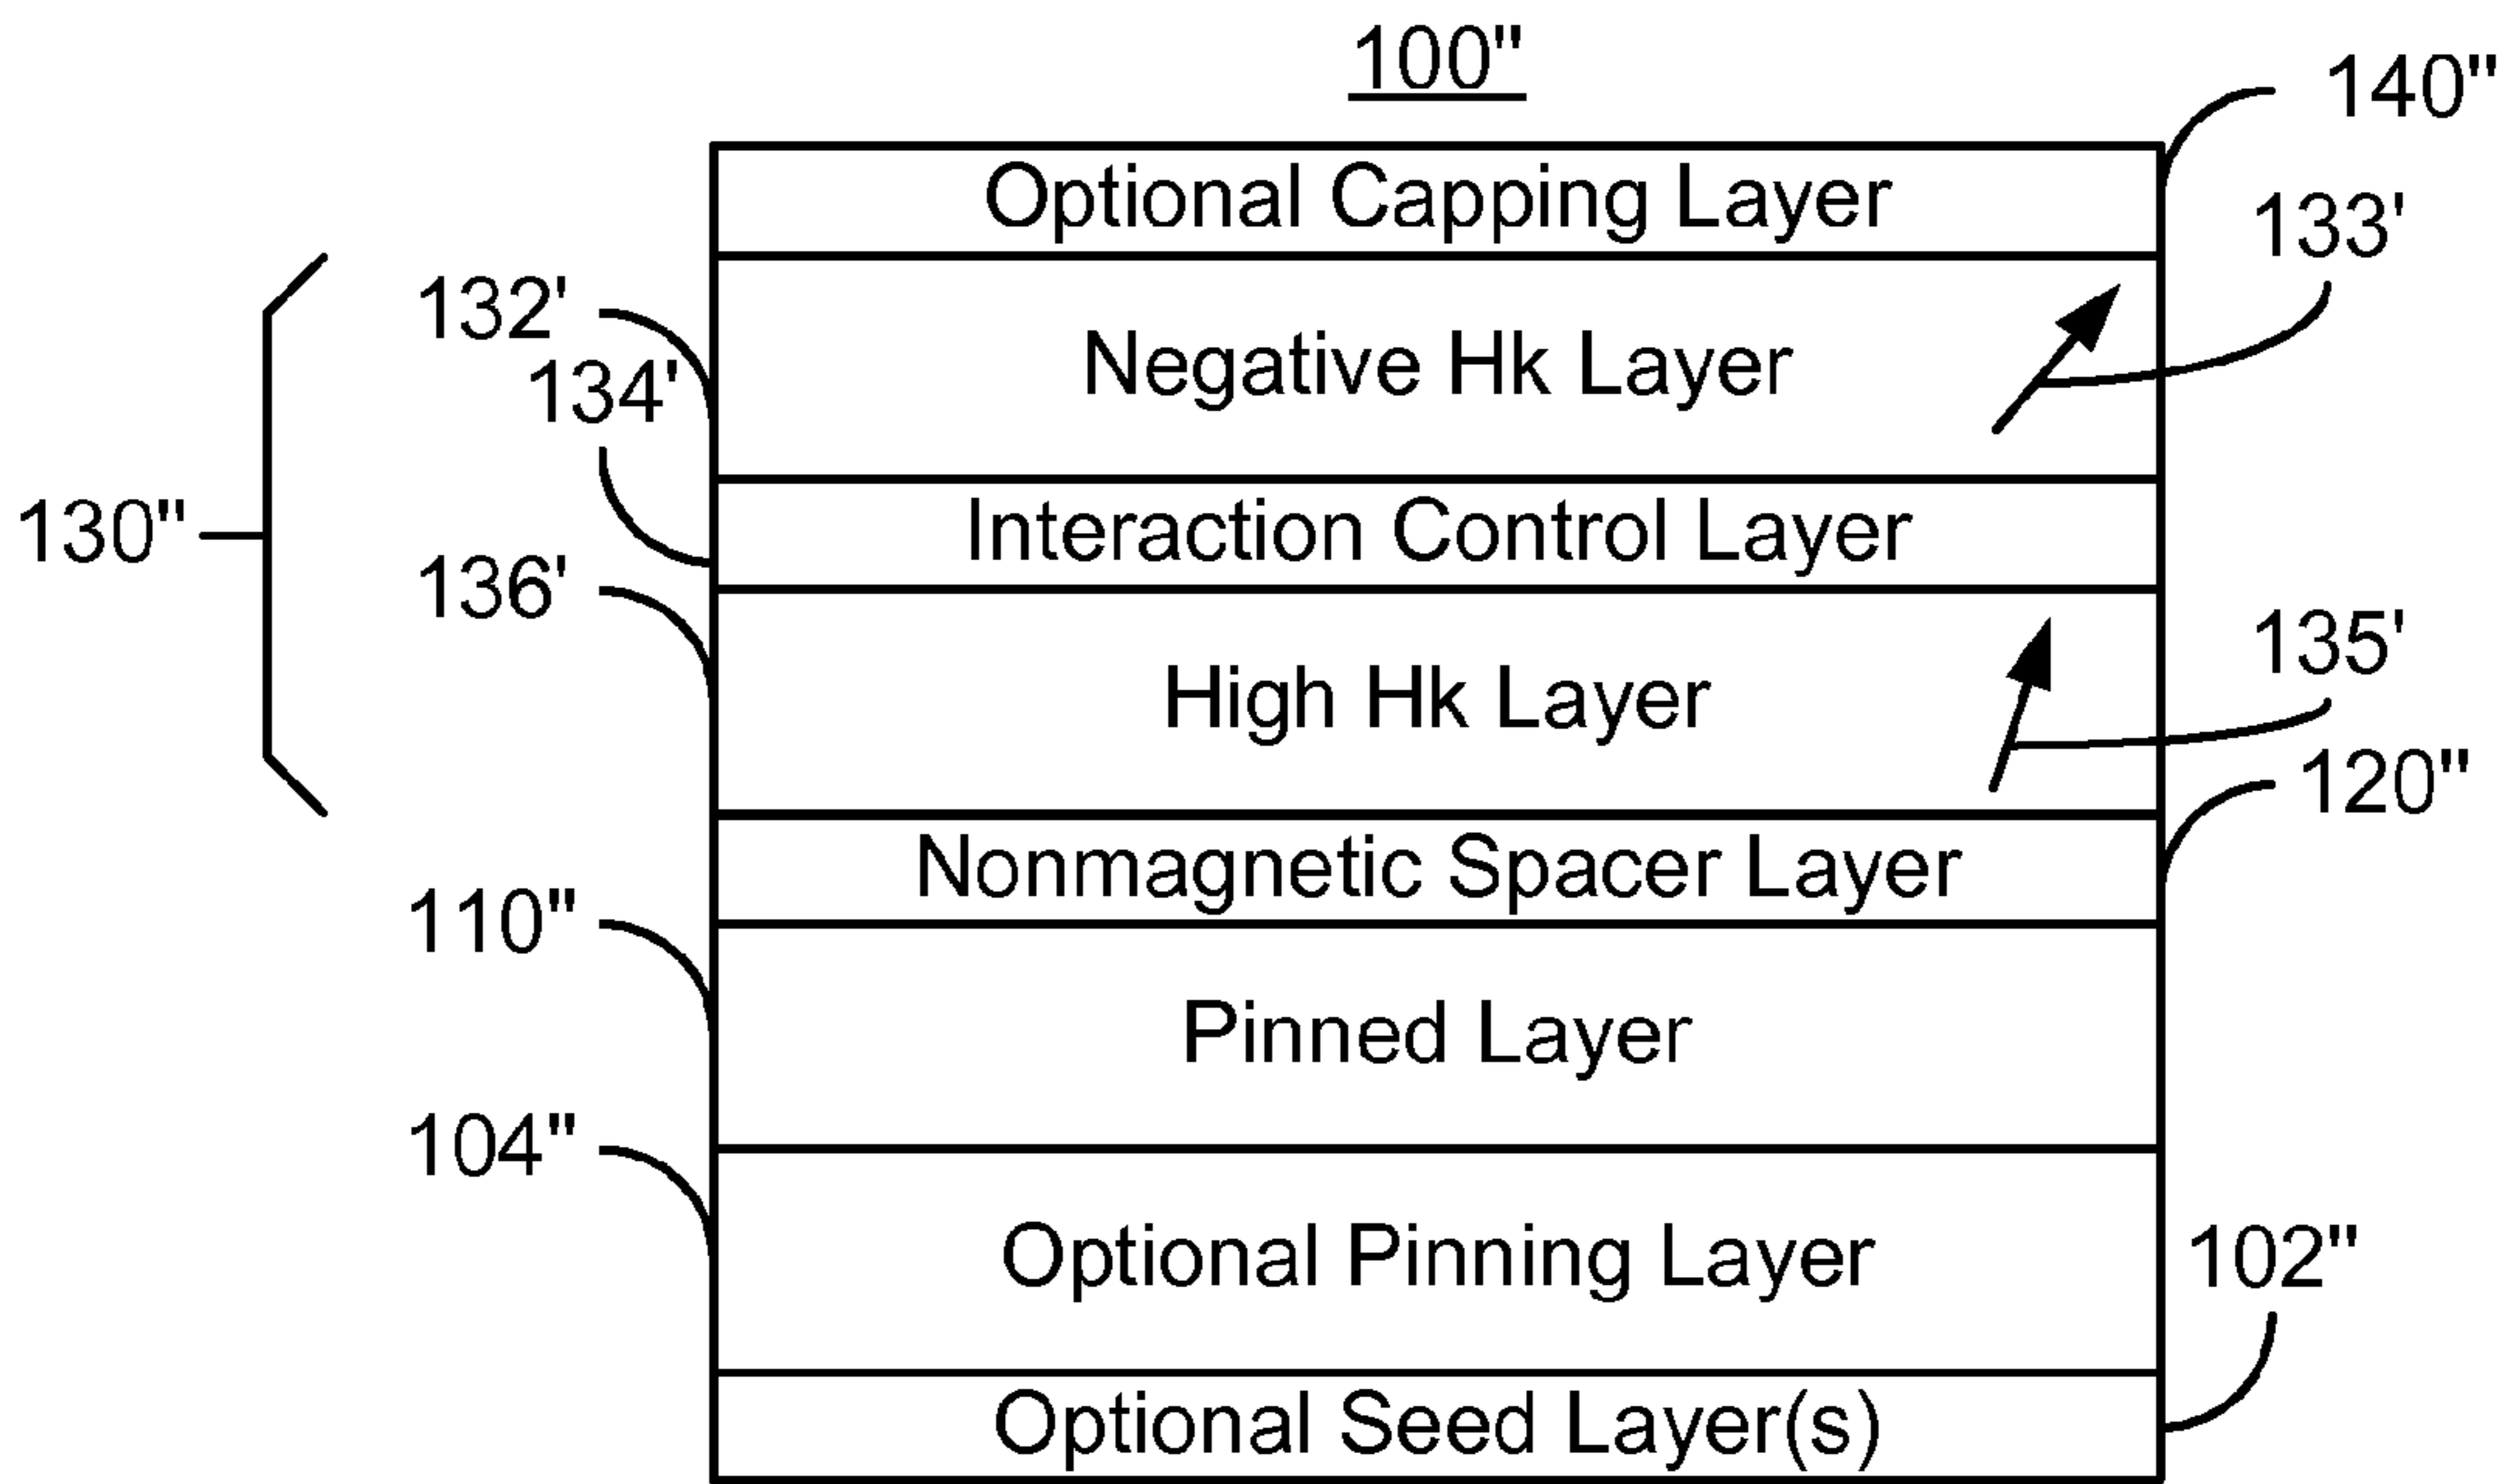 100"
140"
Optional Capping Layer
133'
132'
Negative Hk Layer
134'
130"
Interaction Control Layer
136'
135'
High Hk Layer
120"
Nonmagnetic Spacer Layer
110"
Pinned Layer
104"
Optional Pinning Layer
102"
Optional Seed Layer(s)